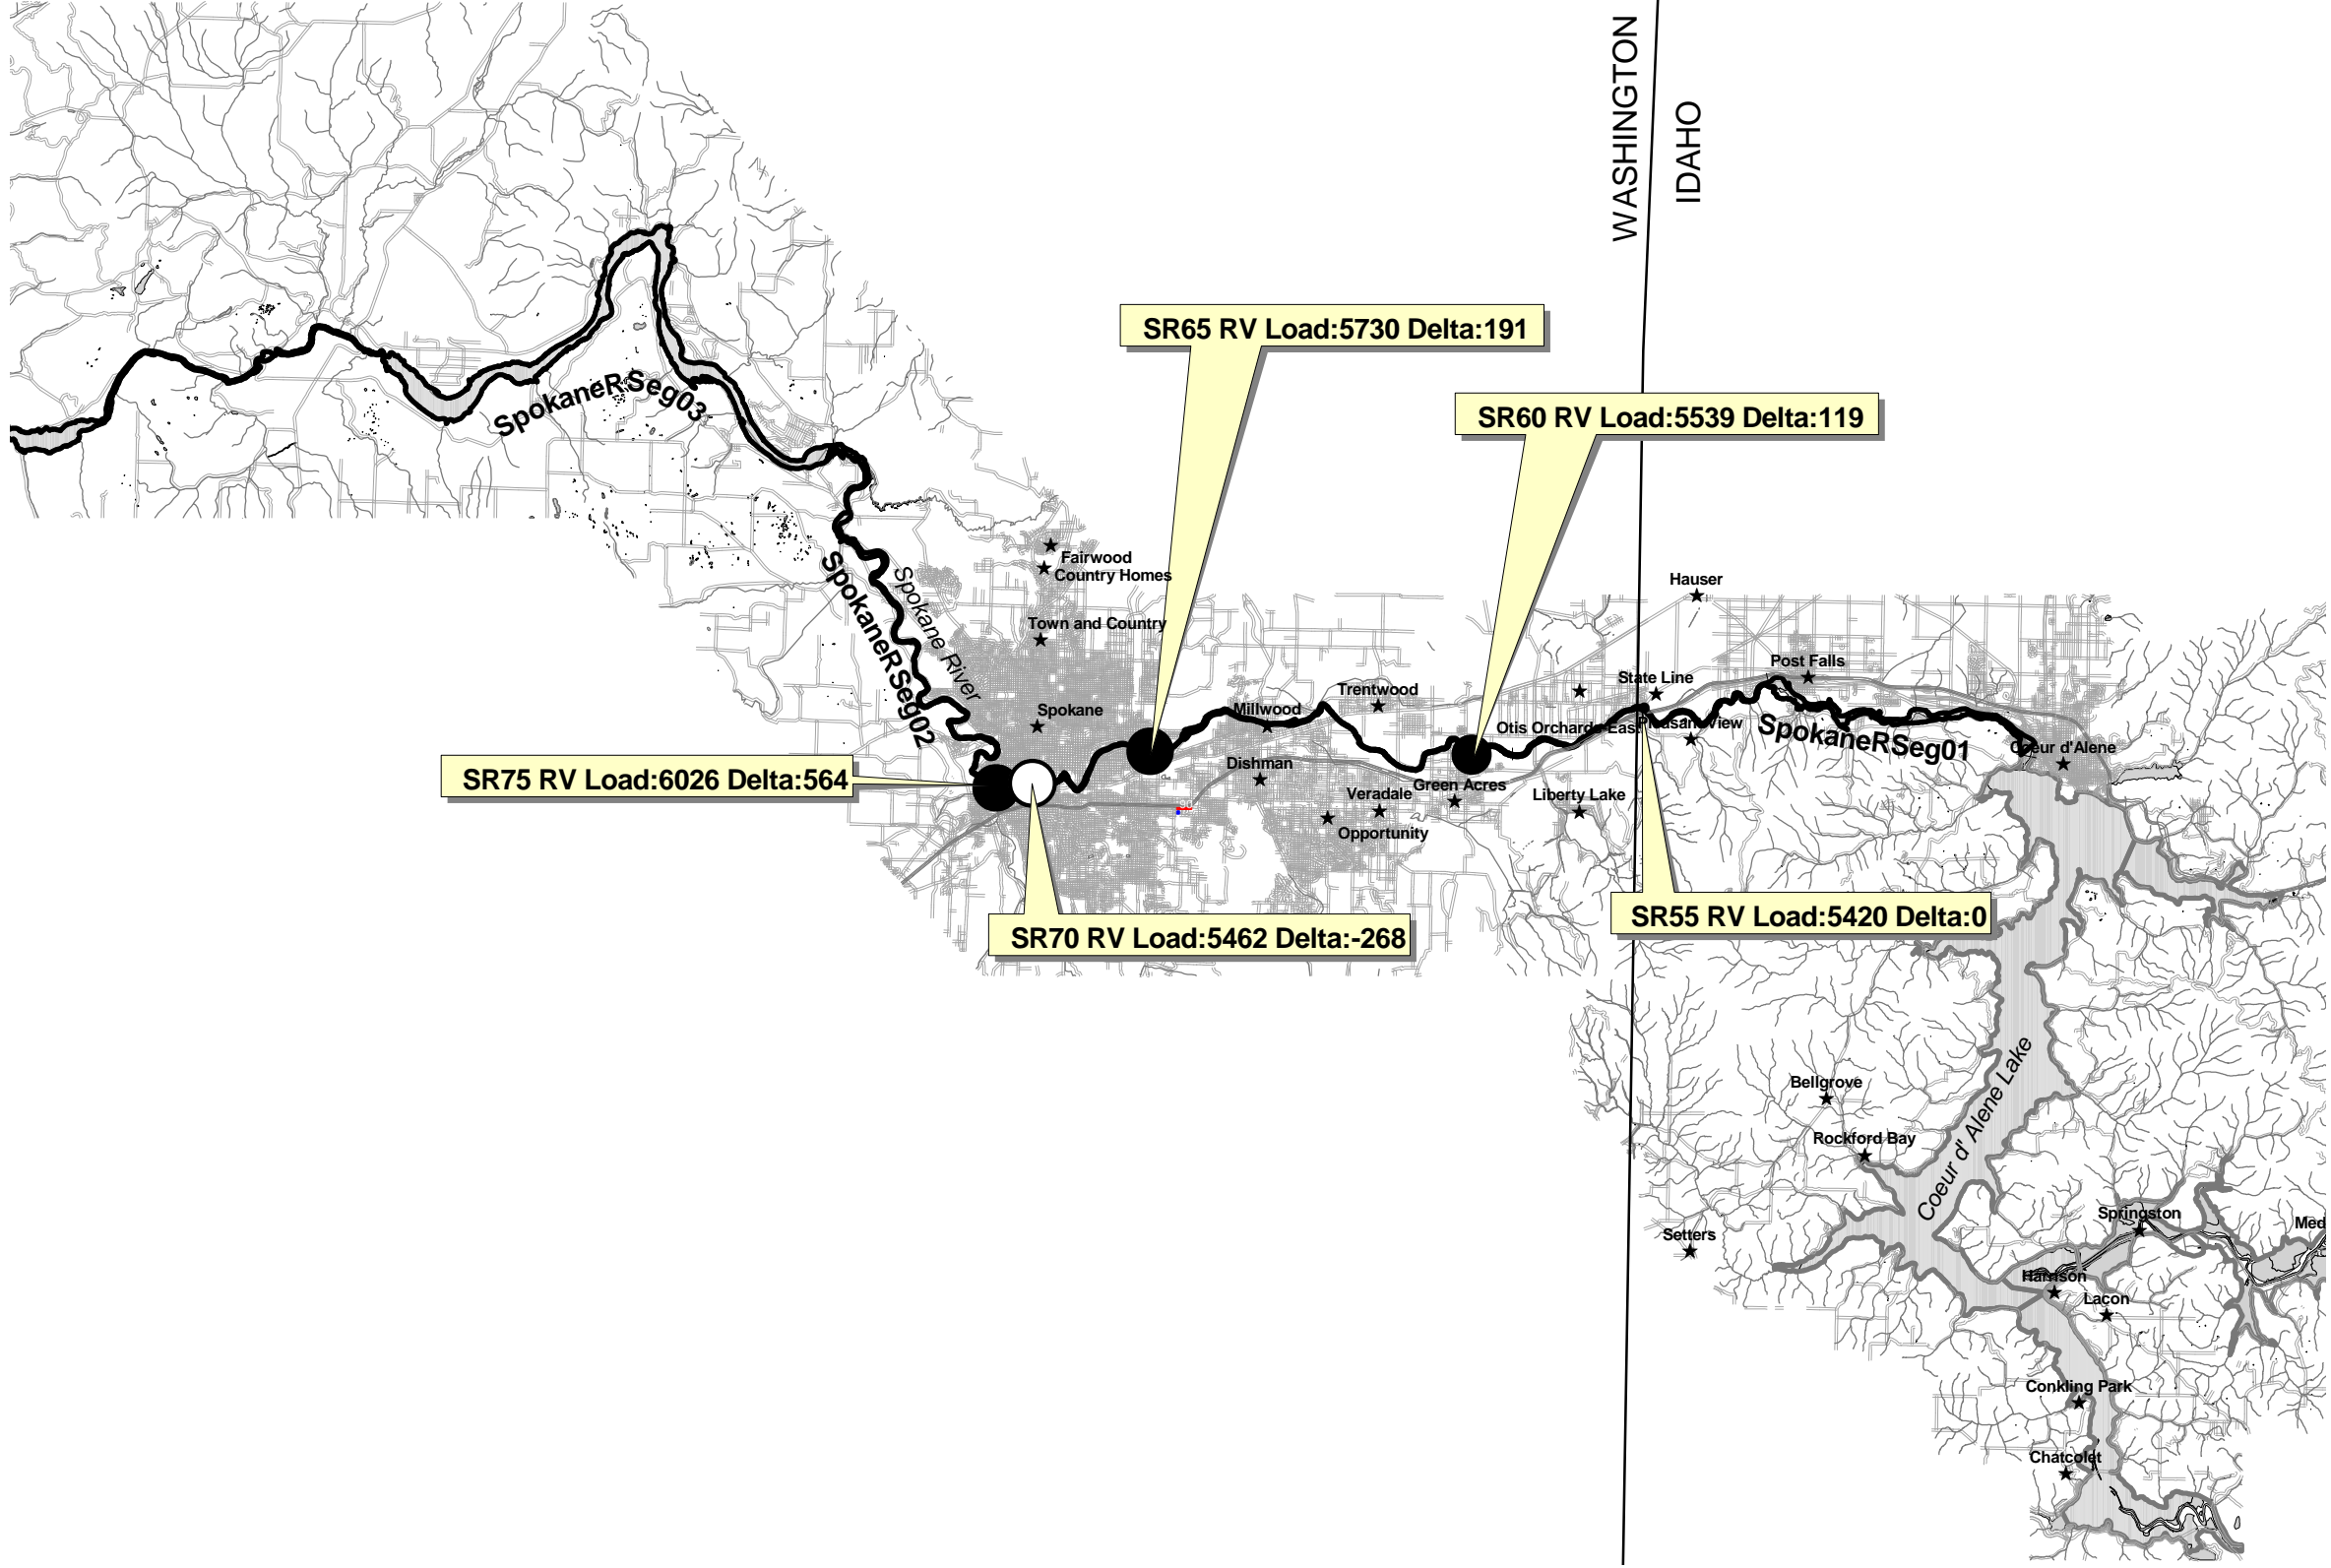 WASHINGTON
IDAHO
SR65 RV Load:5730 Delta:191
SpokaneRSeg03
SR60 RV Load:5539 Delta:119
Fairwood
Country Homes
SpokaneRSeg02
Spokane River
Hauser
Town and Country
Post Falls
State Line
Trentwood
Spokane
Millwood
Otis Orchards-East
Pleasant View
SpokaneRSeg01
Coeur d'Alene
SR75 RV Load:6026 Delta:564
Dishman
Green Acres
Veradale
Liberty Lake
Opportunity
SR55 RV Load:5420 Delta:0
SR70 RV Load:5462 Delta:-268
Coeur d' Alene Lake
Bellgrove
Rockford Bay
Springston
Med
Setters
Harrison
Lacon
Conkling Park
Chatcolet